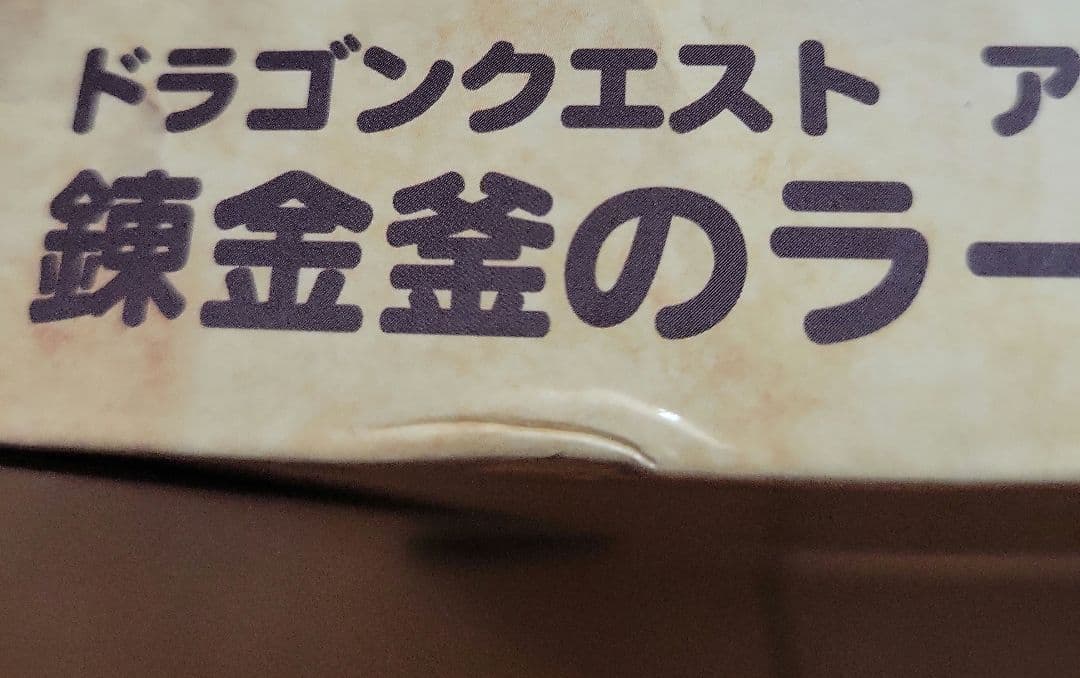 ドラゴンクエスト ア
錬金釜のラー